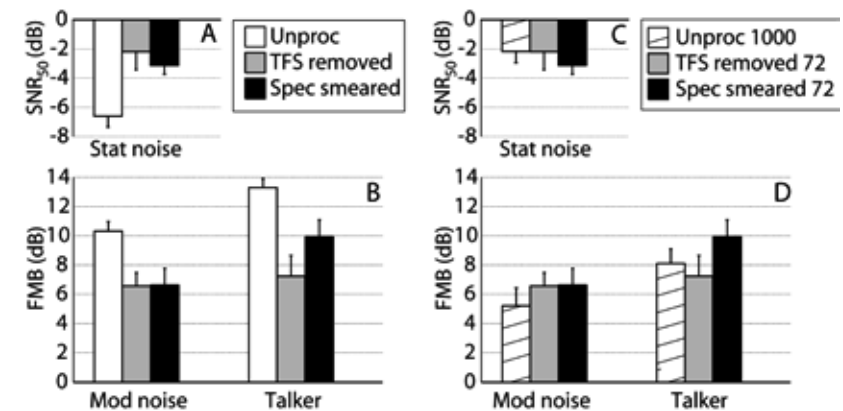 A
SNR50 (dB)
0
-2
-4
-6
-8
Stat noise
Unproc
TFS removed
Spec smeared
C
SNR50 (dB)
0
-2
-4
-6
-8
Stat noise
Unproc 1000
TFS removed 72
Spec smeared 72
B
FMB (dB)
14
12
10
8
6
4
2
0
Mod noise Talker
D
FMB (dB)
14
12
10
8
6
4
2
0
Mod noise Talker